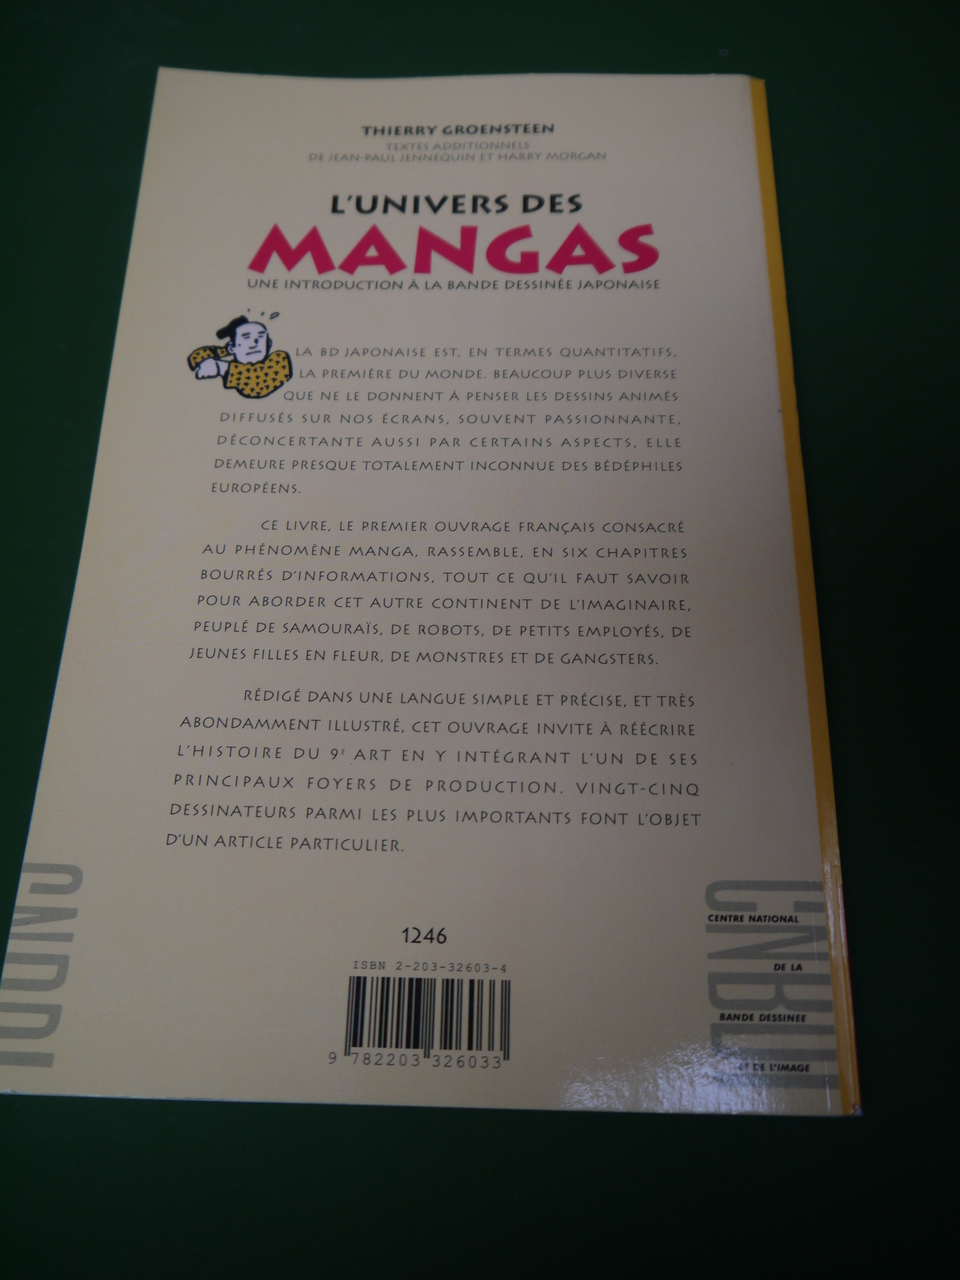 THIERRY GROENSTEEN
TEXTES ADDITIONNELS
DE JEAN-PAUL JENNEQUIN ET HARRY MORGAN
L'UNIVERS DES
MANGAS
UNE INTRODUCTION À LA BANDE DESSINÉE JAPONAISE
LA BD JAPONAISE EST, EN TERMES QUANTITATIFS,
LA PREMIÈRE DU MONDE. BEAUCOUP PLUS DIVERSE
QUE NE LE DONNENT À PENSER LES DESSINS ANIMÉS
DIFFUSÉS SUR NOS ÉCRANS, SOUVENT PASSIONNANTE,
DÉCONCERTANTE AUSSI PAR CERTAINS ASPECTS, ELLE
DEMEURE PRESQUE TOTALEMENT INCONNUE DES BÉDÉPHILES
EUROPÉENS.
CE LIVRE, LE PREMIER OUVRAGE FRANÇAIS CONSACRÉ
AU PHÉNOMÈNE MANGA, RASSEMBLE, EN SIX CHAPITRES
BOURRÉS D'INFORMATIONS, TOUT CE QU'IL FAUT SAVOIR
POUR ABORDER CET AUTRE CONTINENT DE L'IMAGINAIRE,
PEUPLÉ DE SAMOURAÏS, DE ROBOTS, DE PETITS EMPLOYÉS, DE
JEUNES FILLES EN FLEUR, DE MONSTRES ET DE GANGSTERS.
RÉDIGÉ DANS UNE LANGUE SIMPLE ET PRÉCISE, ET TRÈS
ABONDAMMENT ILLUSTRÉ, CET OUVRAGE INVITE À RÉÉCRIRE
L'HISTOIRE DU 9E ART EN Y INTÉGRANT L'UN DE SES
PRINCIPAUX FOYERS DE PRODUCTION. VINGT-CINQ
DESSINATEURS PARMI LES PLUS IMPORTANTS FONT L'OBJET
D'UN ARTICLE PARTICULIER.
CNBDI
CENTRE NATIONAL
DE LA
BANDE DESSINEE
ET DE L'IMAGE
1246
ISBN 2-203-32603-4
9 782203 326033